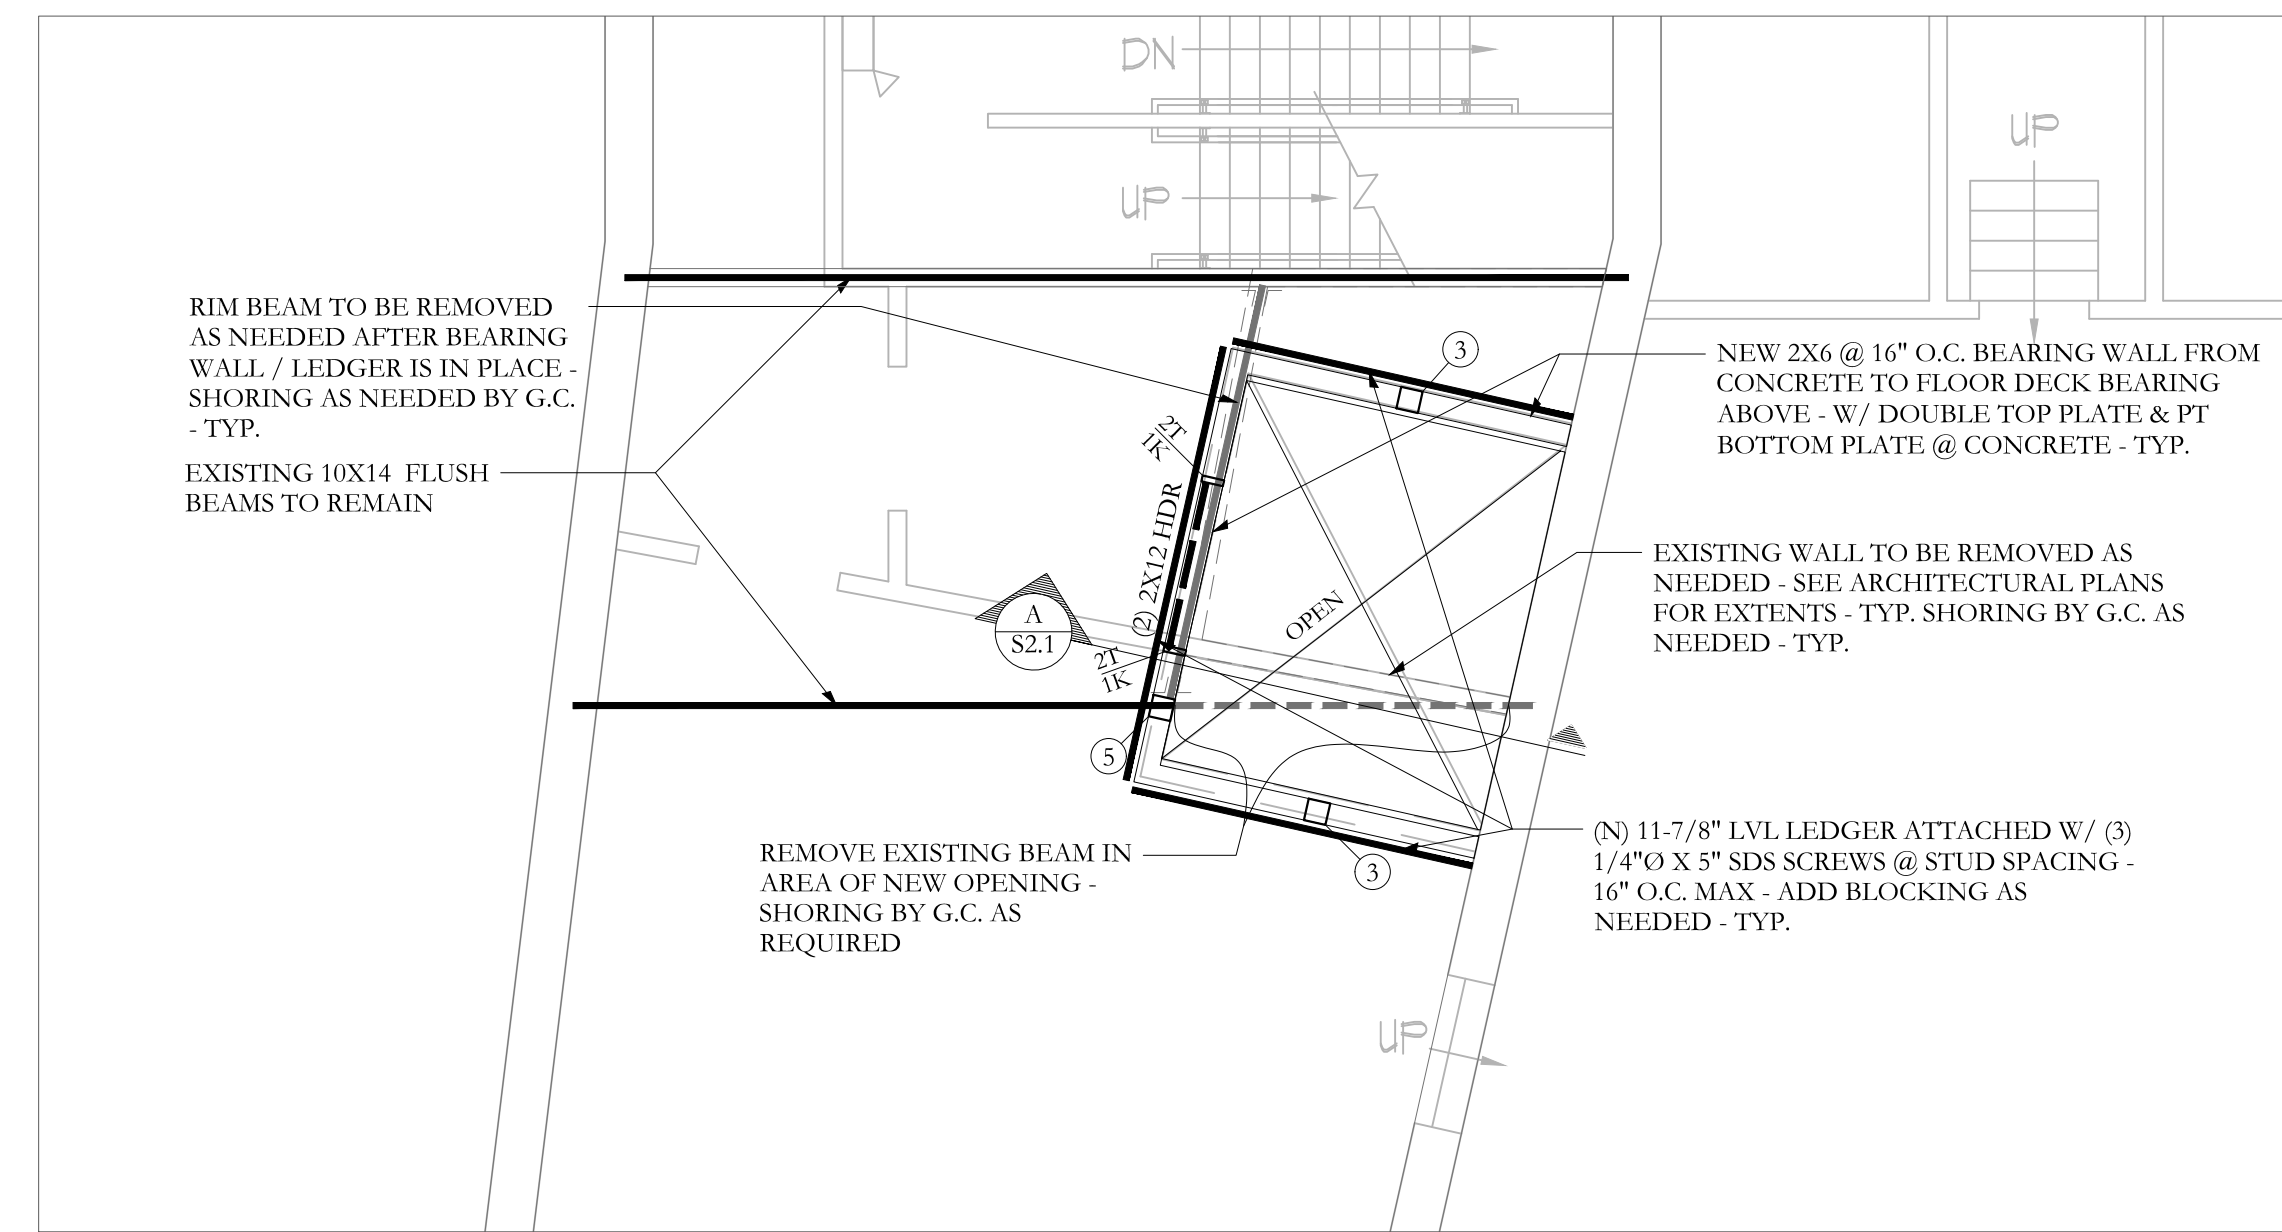 DN
UP
UP
RIM BEAM TO BE REMOVED
AS NEEDED AFTER BEARING
WALL / LEDGER IS IN PLACE -
SHORING AS NEEDED BY G.C.
- TYP.
EXISTING 10X14 FLUSH
BEAMS TO REMAIN
3
NEW 2X6 @ 16" O.C. BEARING WALL FROM
CONCRETE TO FLOOR DECK BEARING
ABOVE - W/ DOUBLE TOP PLATE & PT
BOTTOM PLATE @ CONCRETE - TYP.
2T
1K
(2) 2X12 HDR
EXISTING WALL TO BE REMOVED AS
NEEDED - SEE ARCHITECTURAL PLANS
FOR EXTENTS - TYP. SHORING BY G.C. AS
NEEDED - TYP.
OPEN
A
S2.1
2T
1K
5
REMOVE EXISTING BEAM IN
AREA OF NEW OPENING -
SHORING BY G.C. AS
REQUIRED
3
(N) 11-7/8" LVL LEDGER ATTACHED W/ (3)
1/4"Ø X 5" SDS SCREWS @ STUD SPACING -
16" O.C. MAX - ADD BLOCKING AS
NEEDED - TYP.
UP